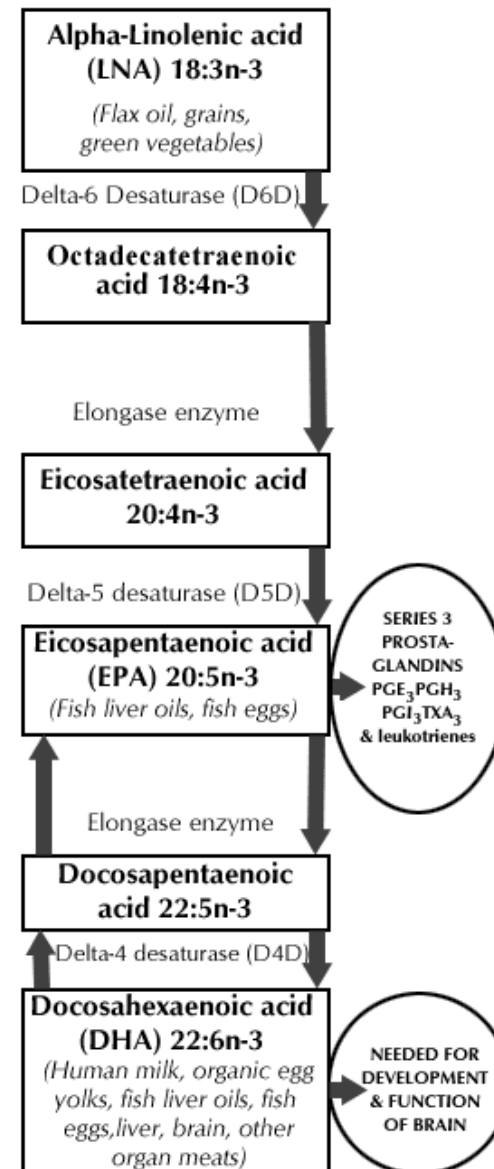 Alpha-Linolenic acid
(LNA) 18:3n-3
(Flax oil, grains,
green vegetables)
Delta-6 Desaturase (D6D)
Octadecatetraenoic
acid 18:4n-3
Elongase enzyme
Eicosatetraenoic acid
20:4n-3
Delta-5 desaturase (D5D)
Eicosapentaenoic acid
(EPA) 20:5n-3
(Fish liver oils, fish eggs)
SERIES 3
PROSTA-
GLANDINS
PGE₃PGH₃
PGI₃TXA₃
& leukotrienes
Elongase enzyme
Docosapentaenoic
acid 22:5n-3
Delta-4 desaturase (D4D)
Docosahexaenoic acid
(DHA) 22:6n-3
(Human milk, organic egg
yolks, fish liver oils, fish
eggs,liver, brain, other
organ meats)
NEEDED FOR
DEVELOPMENT
& FUNCTION
OF BRAIN